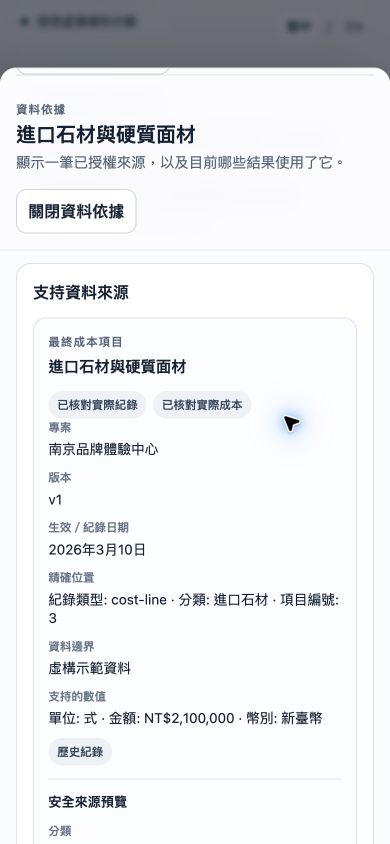 資料依據
進口石材與硬質面材
顯示一筆已授權來源，以及目前哪些結果使用了它。
關閉資料依據
支持資料來源
最終成本項目
進口石材與硬質面材
已核對實際紀錄 已核對實際成本
專案
南京品牌體驗中心
版本
v1
生效 / 紀錄日期
2026年3月10日
精確位置
紀錄類型: cost-line · 分類: 進口石材 · 項目編號:
3
資料邊界
虛構示範資料
支持的數值
單位: 式 · 金額: NT$2,100,000 · 幣別: 新臺幣
歷史紀錄
安全來源預覽
分類